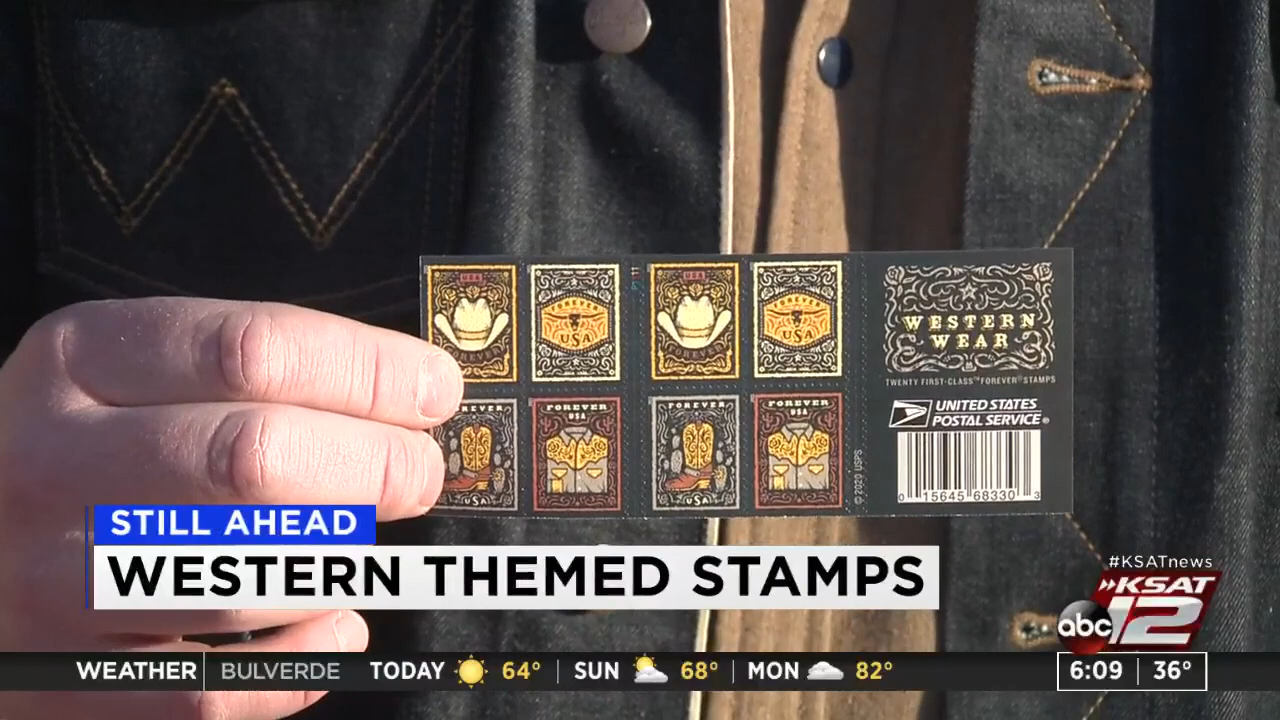 USA
FOREVER
FOREVER
USA
USA
FOREVER
FOREVER
USA
WESTERN
WEAR
TWENTY FIRST-CLASS™ FOREVER® STAMPS
FOREVER
USA
FOREVER
USA
FOREVER
USA
FOREVER
USA
© 2020 USPS
UNITED STATES
POSTAL SERVICE®
0 15645 68330 3
STILL AHEAD
WESTERN THEMED STAMPS
#KSATnews
KSAT
abc 12
WEATHER BULVERDE TODAY 64° SUN 68° MON 82° 6:09 36°